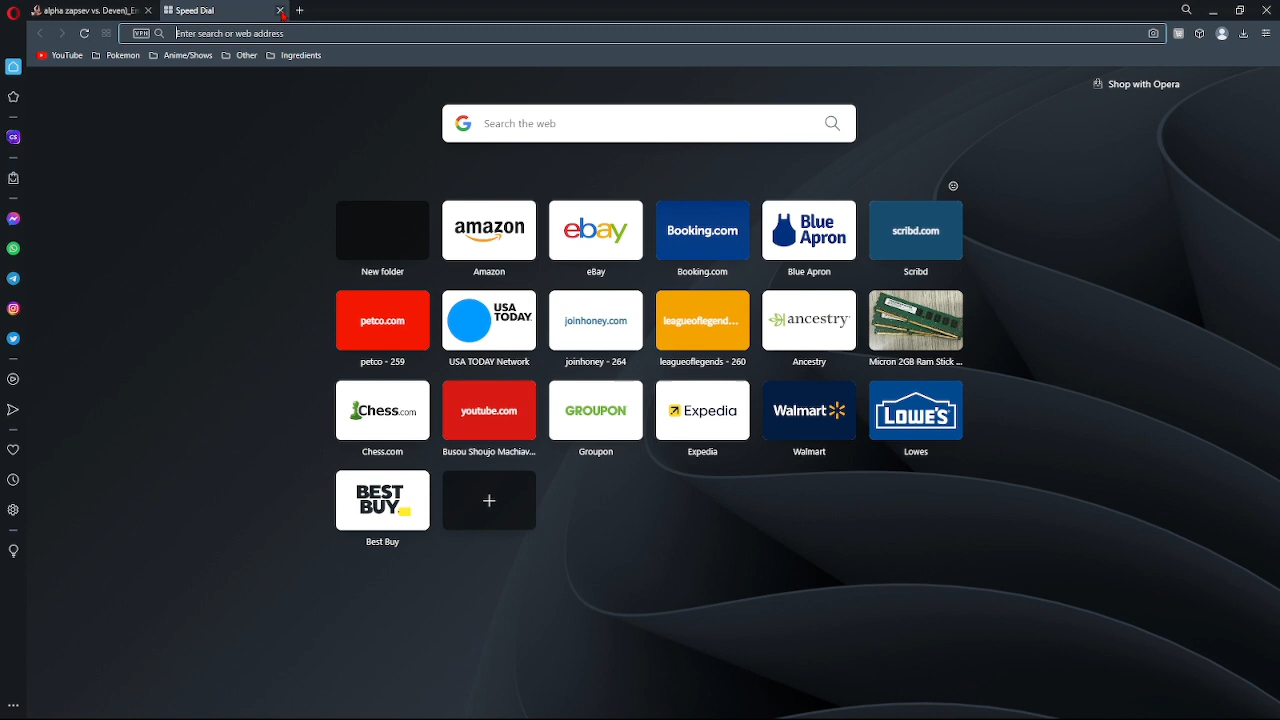 alpha zapsev vs. Deven)_Er
Speed Dial
VPN
Enter search or web address
YouTube
Pokemon
Anime/Shows
Other
Ingredients
Shop with Opera
Search the web
New folder
amazon
Amazon
ebay
eBay
Booking.com
Booking.com
Blue
Apron
Blue Apron
scribd.com
Scribd
petco.com
petco - 259
USA
TODAY.
USA TODAY Network
joinhoney.com
joinhoney - 264
leagueoflegend...
leagueoflegends - 260
ancestry
Ancestry
Micron 2GB Ram Stick ...
Chess.com
Chess.com
youtube.com
Busou Shoujo Machiav...
GROUPON
Groupon
Expedia
Expedia
Walmart
Walmart
LOWE'S
Lowes
BEST
BUY
Best Buy
CS